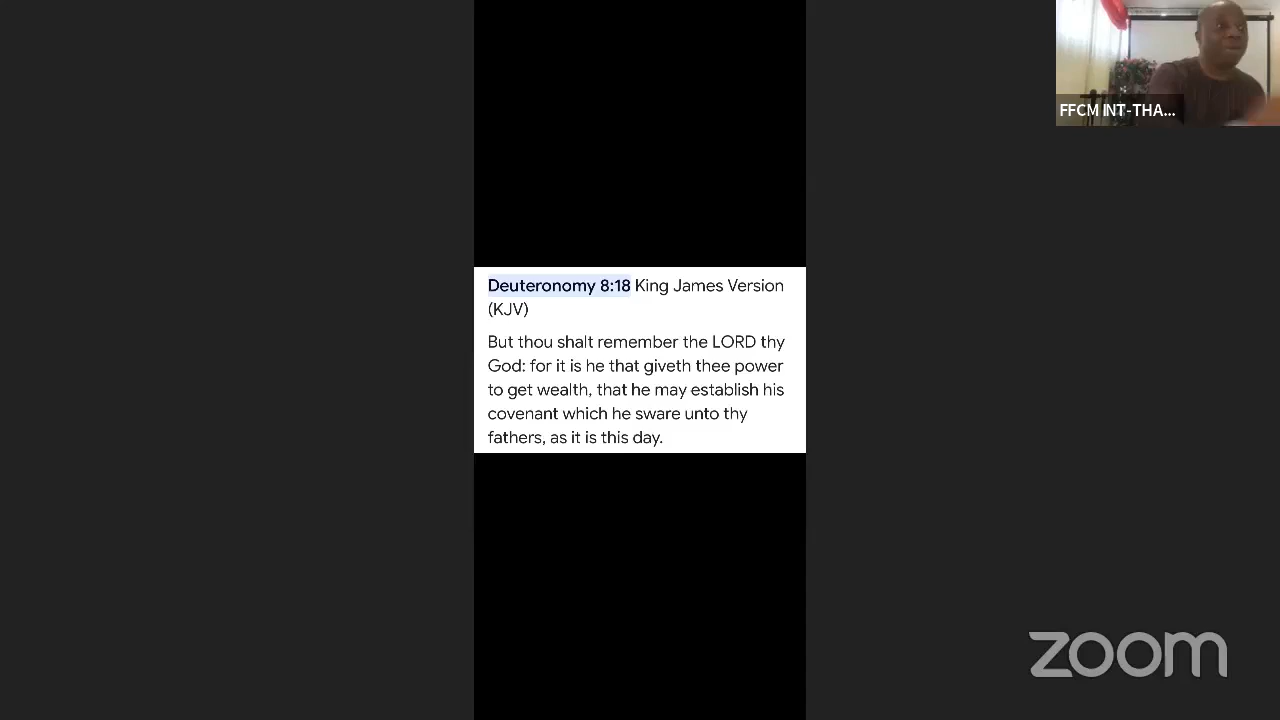 FFCM INT-THA...
Deuteronomy 8:18 King James Version
(KJV)
But thou shalt remember the LORD thy
God: for it is he that giveth thee power
to get wealth, that he may establish his
covenant which he sware unto thy
fathers, as it is this day.
zoom